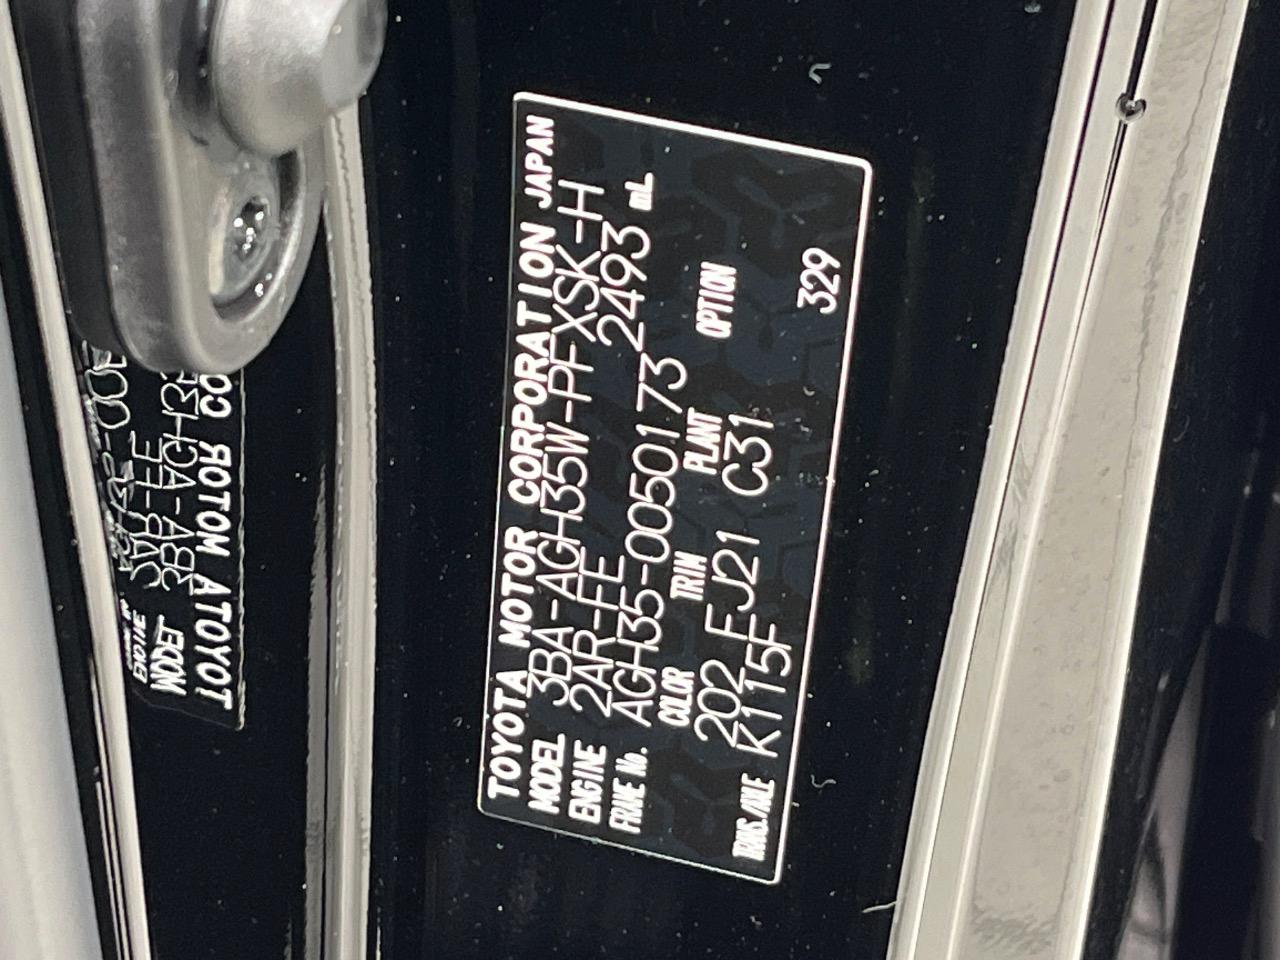 TOYOTA MOTOR CORPORATION JAPAN
MODEL 3BA-AGH35W-PFXSK-H
ENGINE 2AR-FE 2493 mL
FRAME No. AGH35-0050173
COLOR TRIM PLANT OPTION
202 FJ21 C31
TRANS./AXLE K115F 329